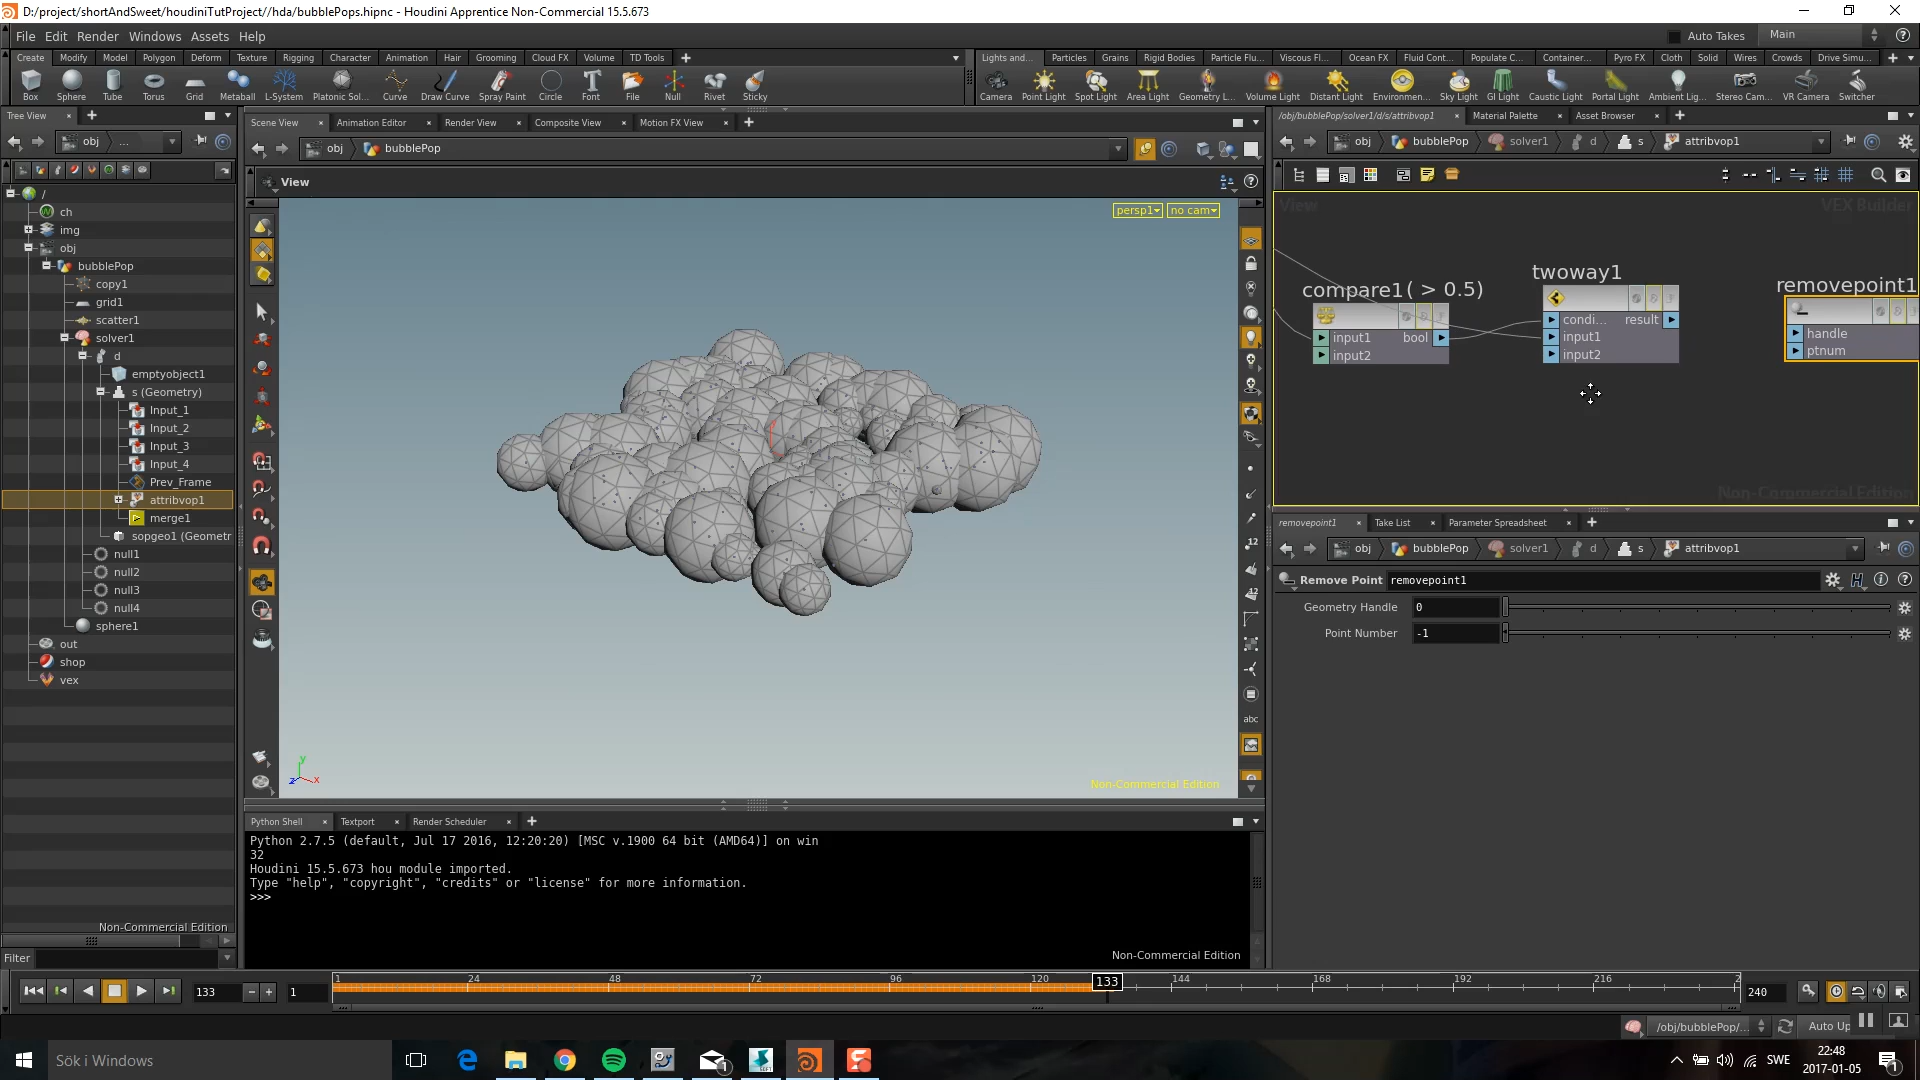 D:/project/shortAndSweet/houdiniTutProject//hda/bubblePops.hipnc - Houdini Apprentice Non-Commercial 15.5.673
File Edit Render Windows Assets Help
Auto Takes Main
Create Modify Model Polygon Deform Texture Rigging Character Animation Hair Grooming Cloud FX Volume TD Tools
Lights and... Particles Grains Rigid Bodies Particle Flu... Viscous Fl... Ocean FX Fluid Cont... Populate C... Container... Pyro FX Cloth Solid Wires Crowds Drive Simu...
Box Sphere Tube Torus Grid Metaball L-System Platonic Sol... Curve Draw Curve Spray Paint Circle Font File Null Rivet Sticky
Camera Point Light Spot Light Area Light Geometry L... Volume Light Distant Light Environmen... Sky Light GI Light Caustic Light Portal Light Ambient Lig... Stereo Cam... VR Camera Switcher
Tree View
Scene View Animation Editor Render View Composite View Motion FX View
/obj/bubblePop/solver1/d/s/attribvop1 Material Palette Asset Browser
obj ...
obj bubblePop
obj bubblePop solver1 d s attribvop1
View
persp1 no cam
/
ch
img
obj
bubblePop
copy1
grid1
scatter1
solver1
d
emptyobject1
s (Geometry)
Input_1
Input_2
Input_3
Input_4
Prev_Frame
attribvop1
merge1
sopgeo1 (Geometr
null1
null2
null3
null4
sphere1
out
shop
vex
Non-Commercial Edition
Filter
12
12
abc
y
z x
Non-Commercial Edition
View VEX Builder
compare1 ( > 0.5)
input1 bool
input2
twoway1
condi... result
input1
input2
removepoint1
handle
ptnum
Non-Commercial Edition
removepoint1 Take List Parameter Spreadsheet
obj bubblePop solver1 d s attribvop1
Remove Point removepoint1
Geometry Handle 0
Point Number -1
Python Shell Textport Render Scheduler
Python 2.7.5 (default, Jul 17 2016, 12:20:20) [MSC v.1900 64 bit (AMD64)] on win
32
Houdini 15.5.673 hou module imported.
Type "help", "copyright", "credits" or "license" for more information.
>>>
Non-Commercial Edition
133 1
1 24 48 72 96 120 133 144 168 192 216 2
240
/obj/bubblePop/... Auto Up
Sök i Windows
1
SWE
22:48
2017-01-05
1